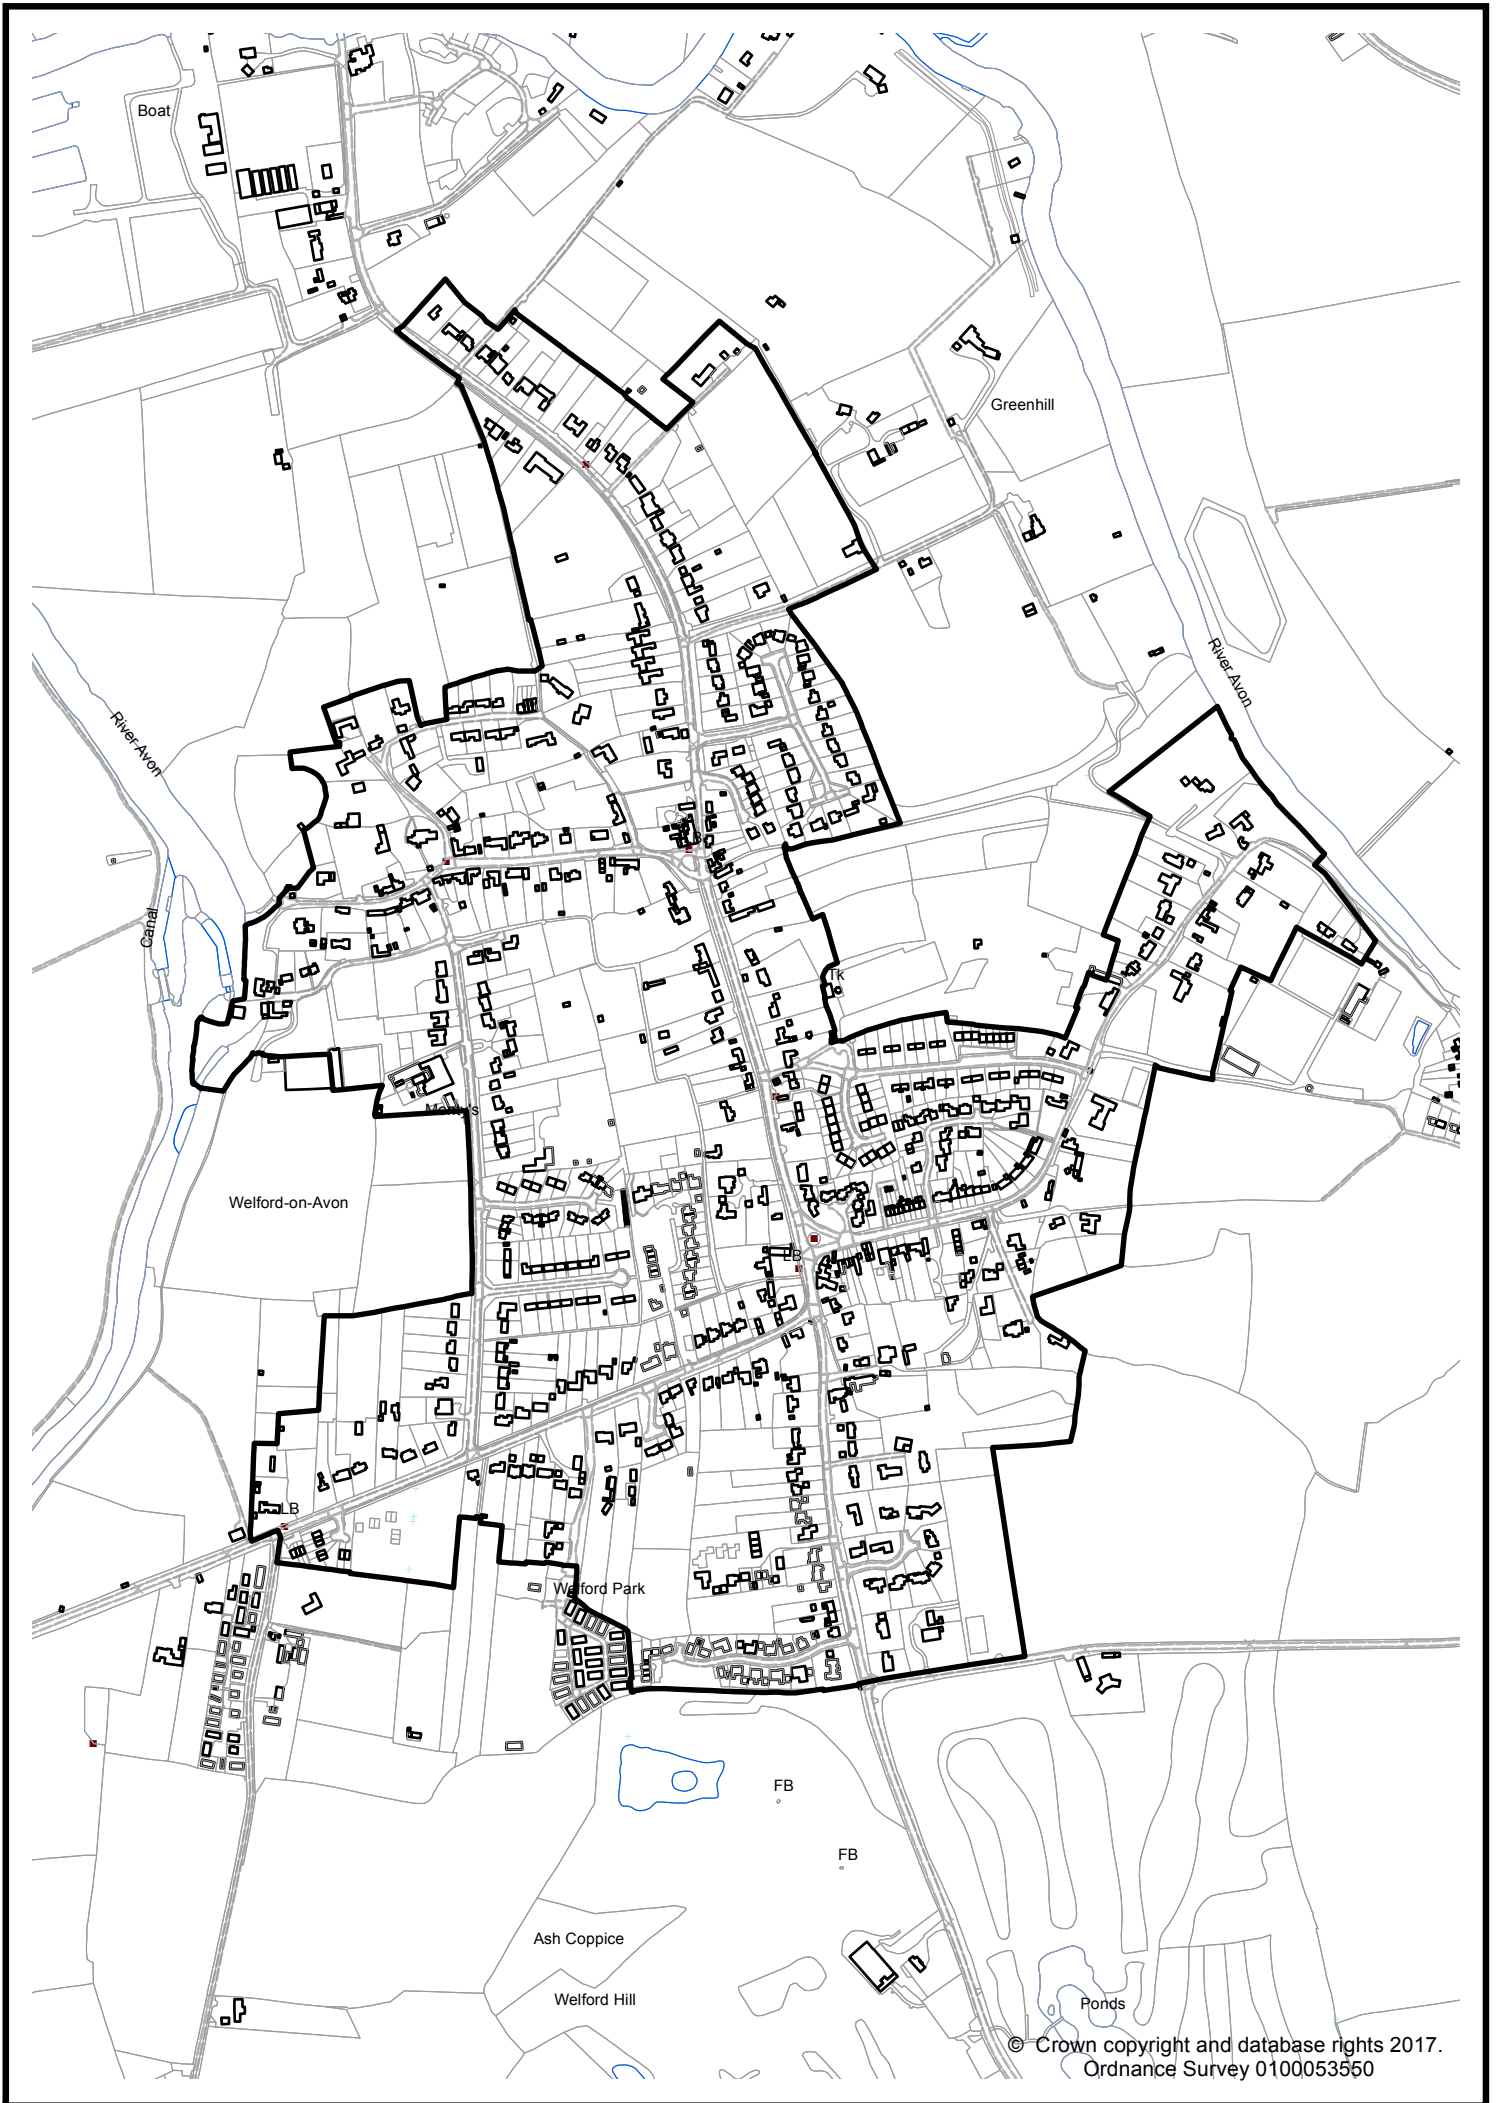 Boat
Greenhill
River Avon
River Avon
Canal
Tk
Welford-on-Avon
LB
LB
Welford Park
FB
FB
Ash Coppice
Welford Hill
Ponds
© Crown copyright and database rights 2017.
Ordnance Survey 0100053550